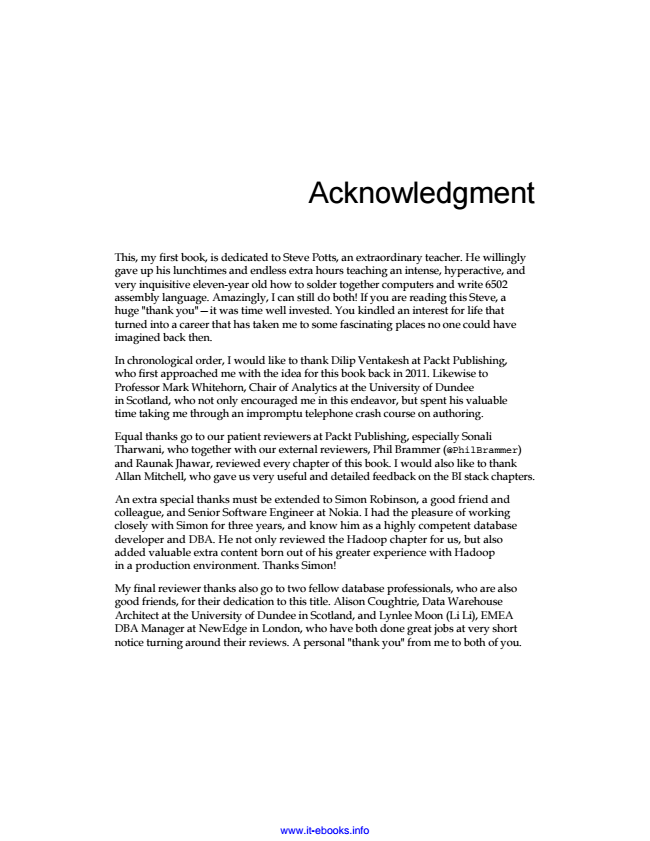 Acknowledgment
This, my first book, is dedicated to Steve Potts, an extraordinary teacher. He willingly
gave up his lunchtimes and endless extra hours teaching an intense, hyperactive, and
very inquisitive eleven-year old how to solder together computers and write 6502
assembly language. Amazingly, I can still do both! If you are reading this Steve, a
huge "thank you"—it was time well invested. You kindled an interest for life that
turned into a career that has taken me to some fascinating places no one could have
imagined back then.
In chronological order, I would like to thank Dilip Ventakesh at Packt Publishing,
who first approached me with the idea for this book back in 2011. Likewise to
Professor Mark Whitehorn, Chair of Analytics at the University of Dundee
in Scotland, who not only encouraged me in this endeavor, but spent his valuable
time taking me through an impromptu telephone crash course on authoring.
Equal thanks go to our patient reviewers at Packt Publishing, especially Sonali
Tharwani, who together with our external reviewers, Phil Brammer (@PhilBrammer)
and Raunak Jhawar, reviewed every chapter of this book. I would also like to thank
Allan Mitchell, who gave us very useful and detailed feedback on the BI stack chapters.
An extra special thanks must be extended to Simon Robinson, a good friend and
colleague, and Senior Software Engineer at Nokia. I had the pleasure of working
closely with Simon for three years, and know him as a highly competent database
developer and DBA. He not only reviewed the Hadoop chapter for us, but also
added valuable extra content born out of his greater experience with Hadoop
in a production environment. Thanks Simon!
My final reviewer thanks also go to two fellow database professionals, who are also
good friends, for their dedication to this title. Alison Coughtrie, Data Warehouse
Architect at the University of Dundee in Scotland, and Lynlee Moon (Li Li), EMEA
DBA Manager at NewEdge in London, who have both done great jobs at very short
notice turning around their reviews. A personal "thank you" from me to both of you.
www.it-ebooks.info